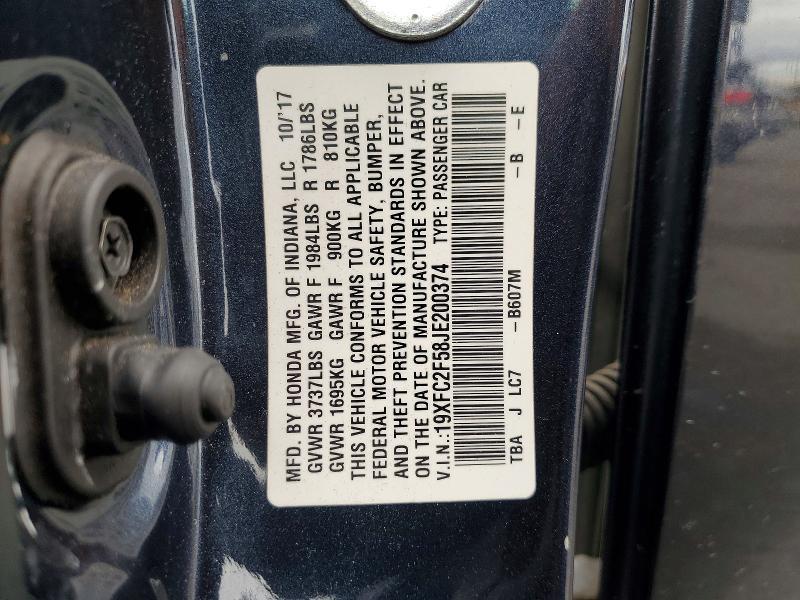 MFD. BY HONDA MFG. OF INDIANA, LLC 10/'17
GVWR 3737LBS GAWR F 1984LBS R 1786LBS
GVWR 1695KG GAWR F 900KG R 810KG
THIS VEHICLE CONFORMS TO ALL APPLICABLE
FEDERAL MOTOR VEHICLE SAFETY, BUMPER,
AND THEFT PREVENTION STANDARDS IN EFFECT
ON THE DATE OF MANUFACTURE SHOWN ABOVE.
V.I.N.:19XFC2F58JE200374 TYPE: PASSENGER CAR
TBA J LC7 -B607M -B -E